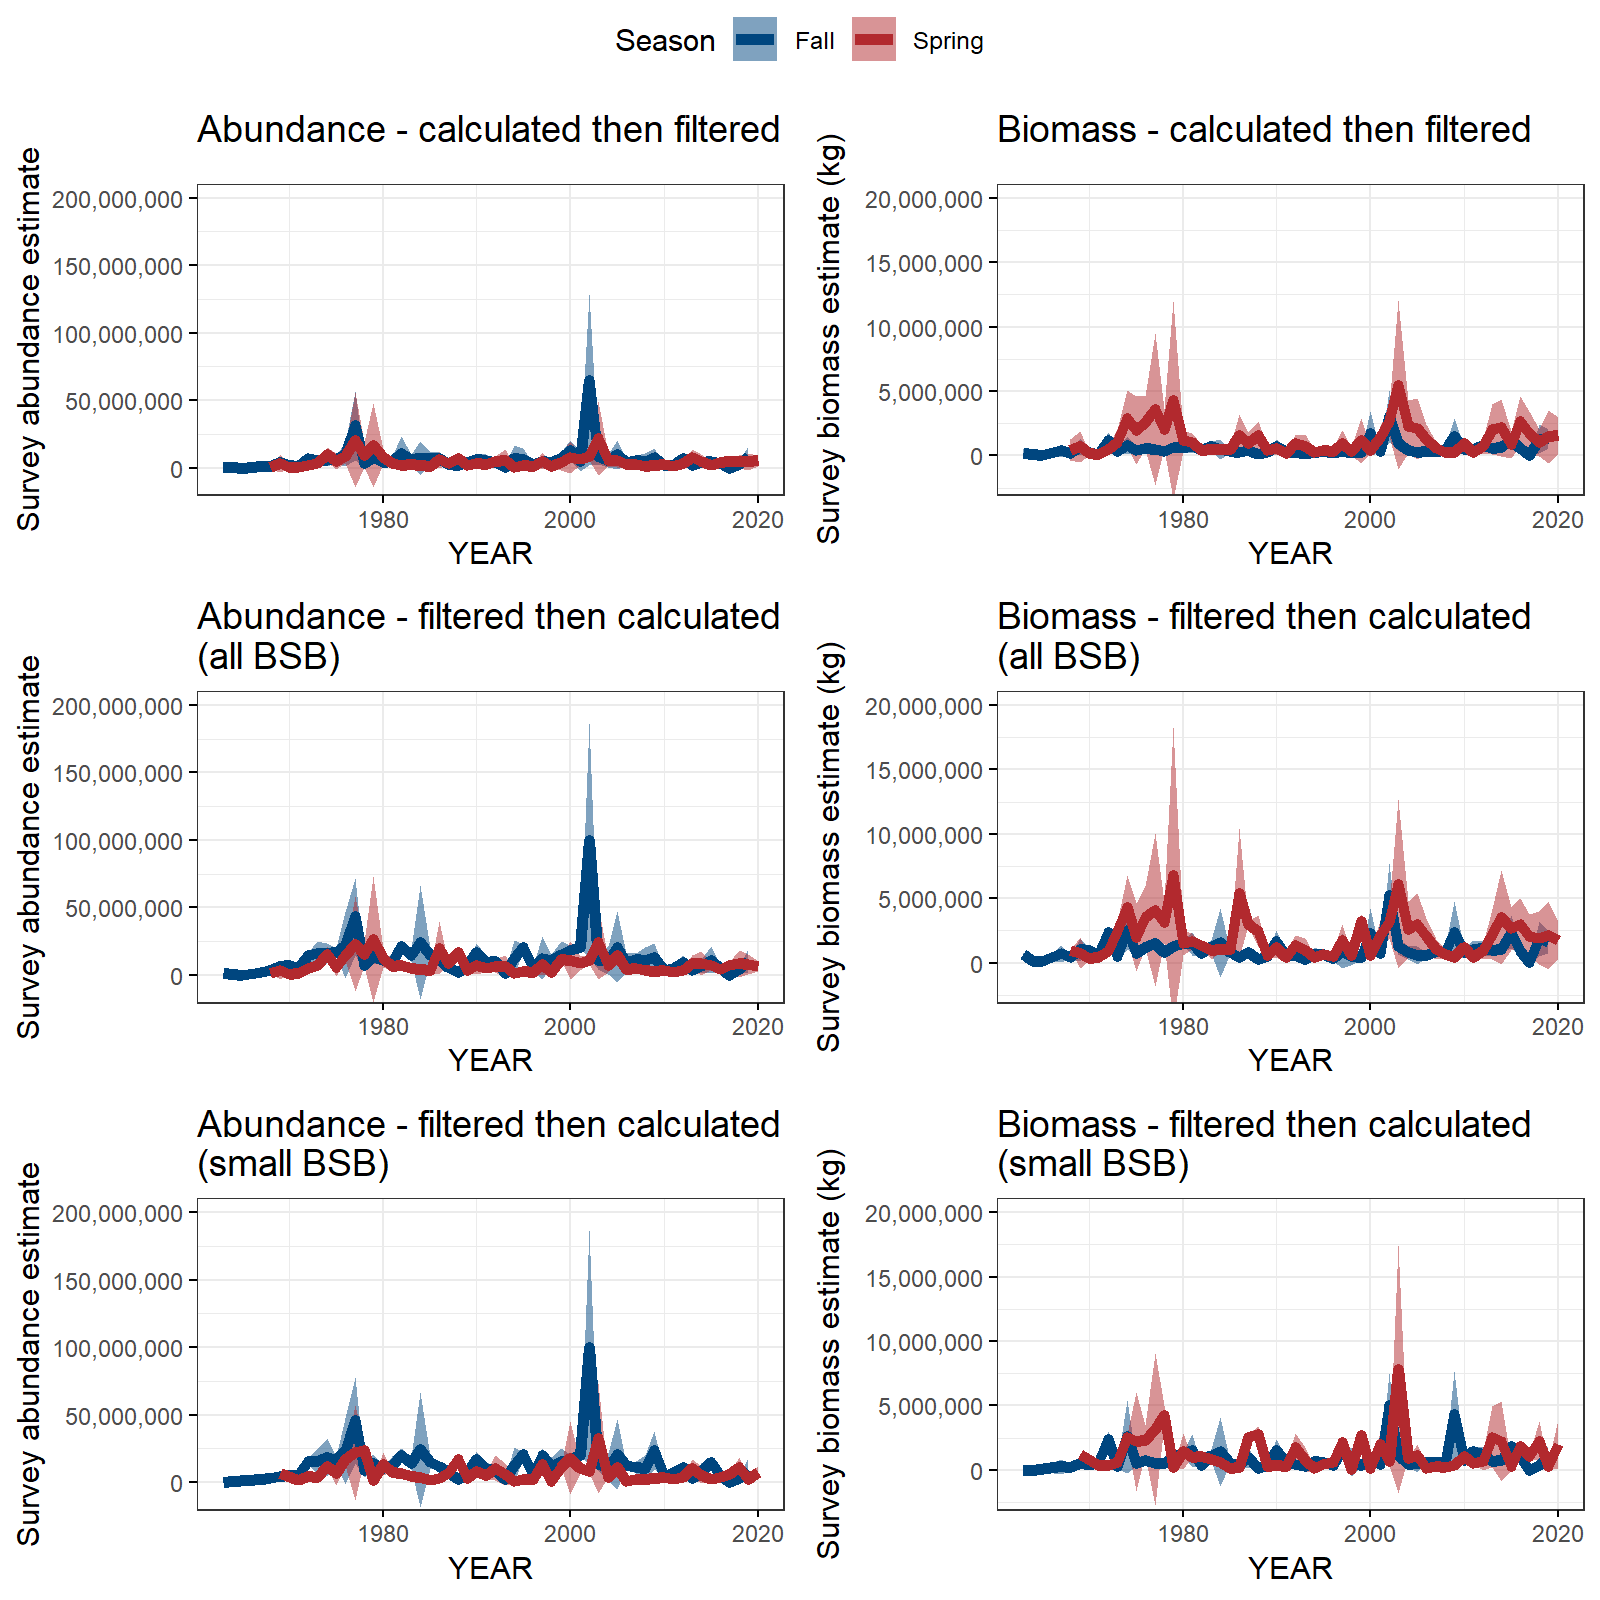 Season Fall Spring
Abundance - calculated then filtered
Survey abundance estimate
200,000,000
150,000,000
100,000,000
50,000,000
0
1980 2000 2020
YEAR
Biomass - calculated then filtered
Survey biomass estimate (kg)
20,000,000
15,000,000
10,000,000
5,000,000
0
1980 2000 2020
YEAR
Abundance - filtered then calculated
(all BSB)
Survey abundance estimate
200,000,000
150,000,000
100,000,000
50,000,000
0
1980 2000 2020
YEAR
Biomass - filtered then calculated
(all BSB)
Survey biomass estimate (kg)
20,000,000
15,000,000
10,000,000
5,000,000
0
1980 2000 2020
YEAR
Abundance - filtered then calculated
(small BSB)
Survey abundance estimate
200,000,000
150,000,000
100,000,000
50,000,000
0
1980 2000 2020
YEAR
Biomass - filtered then calculated
(small BSB)
Survey biomass estimate (kg)
20,000,000
15,000,000
10,000,000
5,000,000
0
1980 2000 2020
YEAR